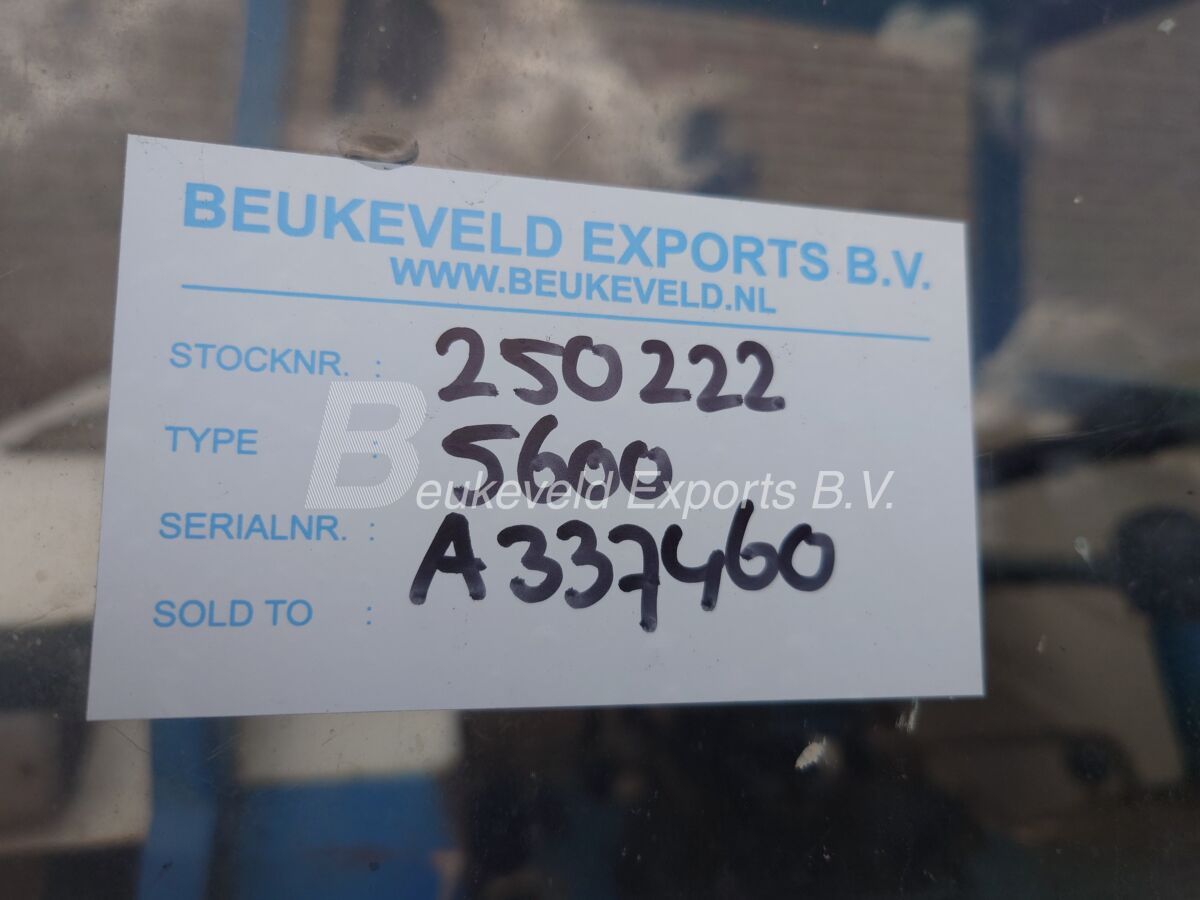 BEUKEVELD EXPORTS B.V.
WWW.BEUKEVELD.NL
STOCKNR. : 250222
TYPE : 5600
Beukeveld Exports B.V.
SERIALNR. : A337460
SOLD TO :